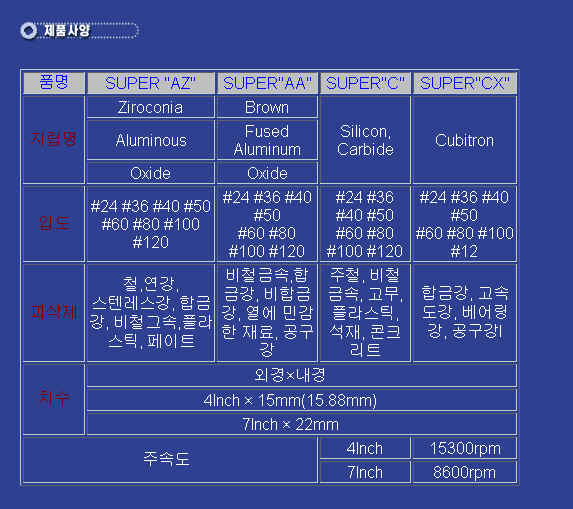 제품사양
품명 SUPER "AZ" SUPER"AA" SUPER"C" SUPER"CX"
지립명
Ziroconia
Aluminous
Oxide
Brown
Fused
Aluminum
Oxide
Silicon,
Carbide
Cubitron
입도
#24 #36 #40 #50
#60 #80 #100
#120
#24 #36 #40
#50
#60 #80
#100 #120
#24 #36
#40 #50
#60 #80
#100 #120
#24 #36 #40
#50
#60 #80 #100
#12
피삭제
철,연강,
스텐레스강, 합금
강, 비철그속,플라
스틱, 페이트
비철금속,합
금강, 비합금
강, 열에 민감
한 재료, 공구
강
주철, 비철
금속, 고무,
플라스틱,
석재, 콘크
리트
합금강, 고속
도강, 베어링
강, 공구강l
치수
외경×내경
4Inch × 15mm(15.88mm)
7Inch × 22mm
주속도
4Inch 15300rpm
7Inch 8600rpm